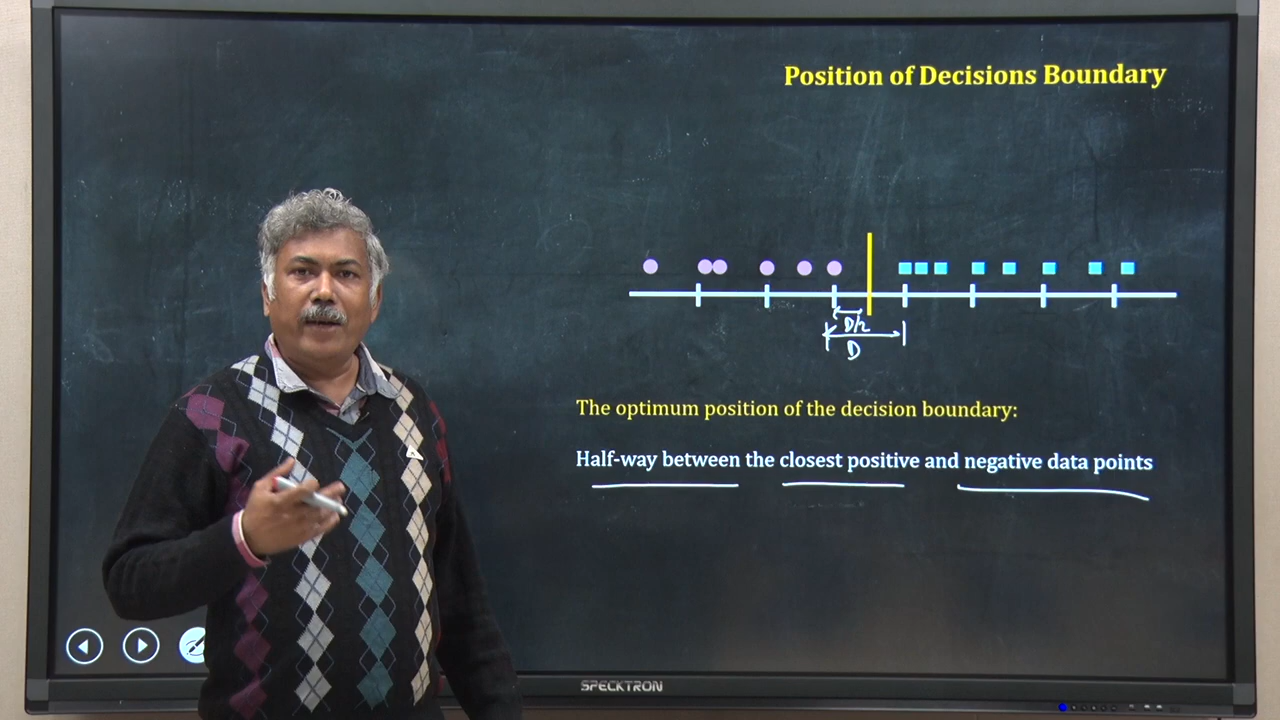 Position of Decisions Boundary
D/2
D
The optimum position of the decision boundary:
Half-way between the closest positive and negative data points
SPECKTRON